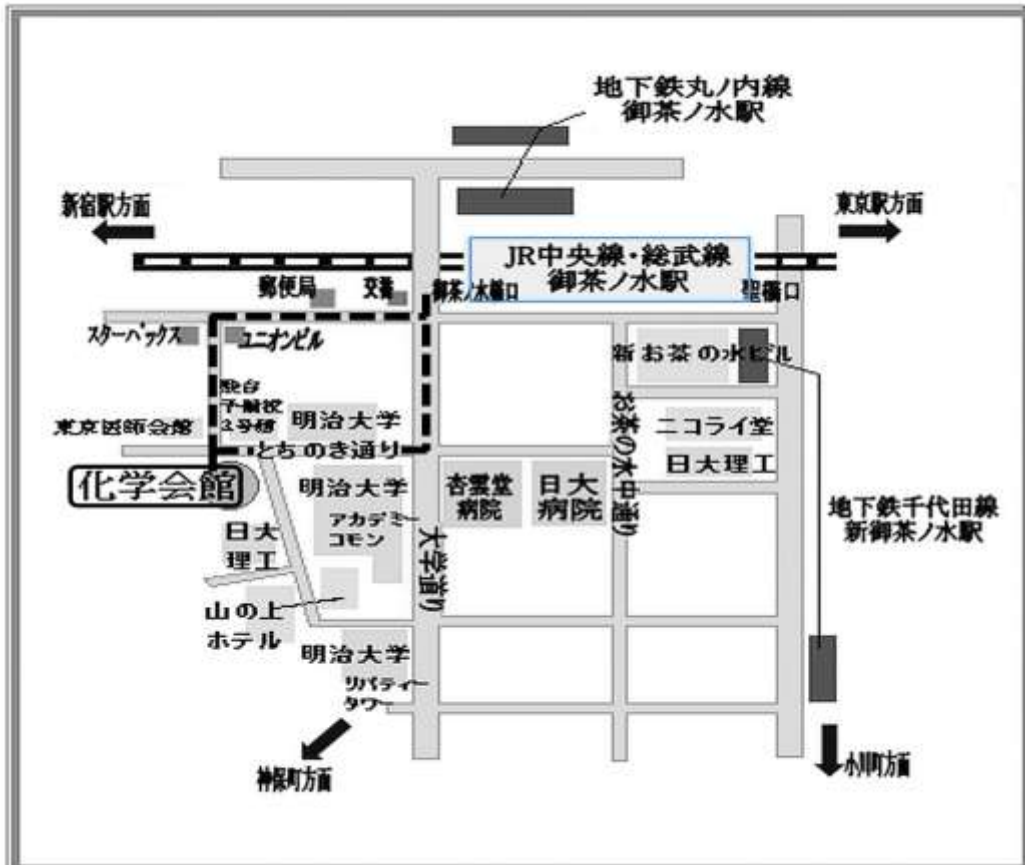 地下鉄丸ノ内線
御茶ノ水駅
新宿駅方面
東京駅方面
JR中央線・総武線
御茶ノ水駅
郵便局
交番
御茶ノ水橋口
聖橋口
スターバックス
ユニオンビル
新お茶の水ビル
駿台
予備校
3号館
明治大学
お茶の水中通り
ニコライ堂
東京医師会館
とちのき通り
日大理工
化学会館
明治大学
杏雲堂
病院
日大
病院
アカデミ
コモン
大学通り
地下鉄千代田線
新御茶ノ水駅
日大
理工
山の上
ホテル
明治大学
リバティー
タワー
神保町方面
小川町方面